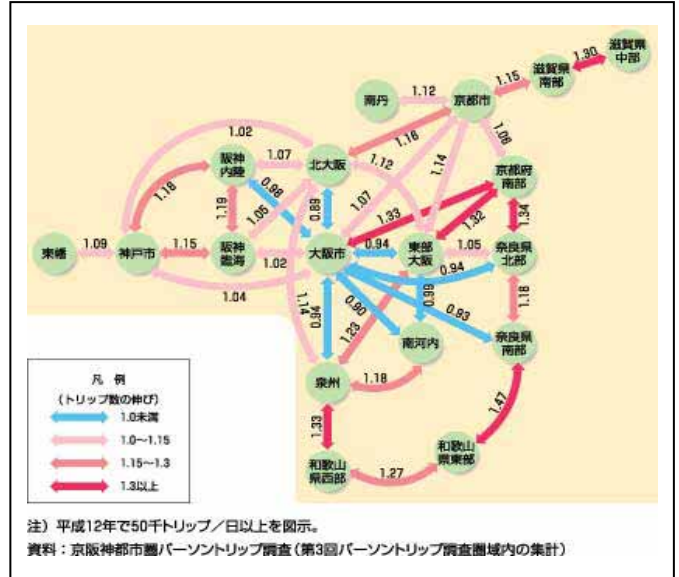 滋賀県
中部
1.30
滋賀県
南部
1.15
南丹
1.12
京都市
1.02
1.18
1.08
阪神
内陸
1.07
北大阪
1.12
1.14
京都府
南部
1.18
0.98
1.07
1.19
1.05
0.89
1.33
1.32
1.34
東播
1.09
神戸市
1.15
阪神
臨海
1.02
大阪市
0.94
東部
大阪
1.05
奈良県
北部
0.94
1.04
1.14
0.94
0.90
0.99
0.93
1.18
1.23
南河内
奈良県
南部
泉州
1.18
1.33
1.47
和歌山
県西部
1.27
和歌山
県東部
凡 例
(トリップ数の伸び)
1.0未満
1.0~1.15
1.15~1.3
1.3以上
注）平成12年で50千トリップ／日以上を図示。
資料：京阪神都市圏パーソントリップ調査（第3回パーソントリップ調査圏域内の集計）